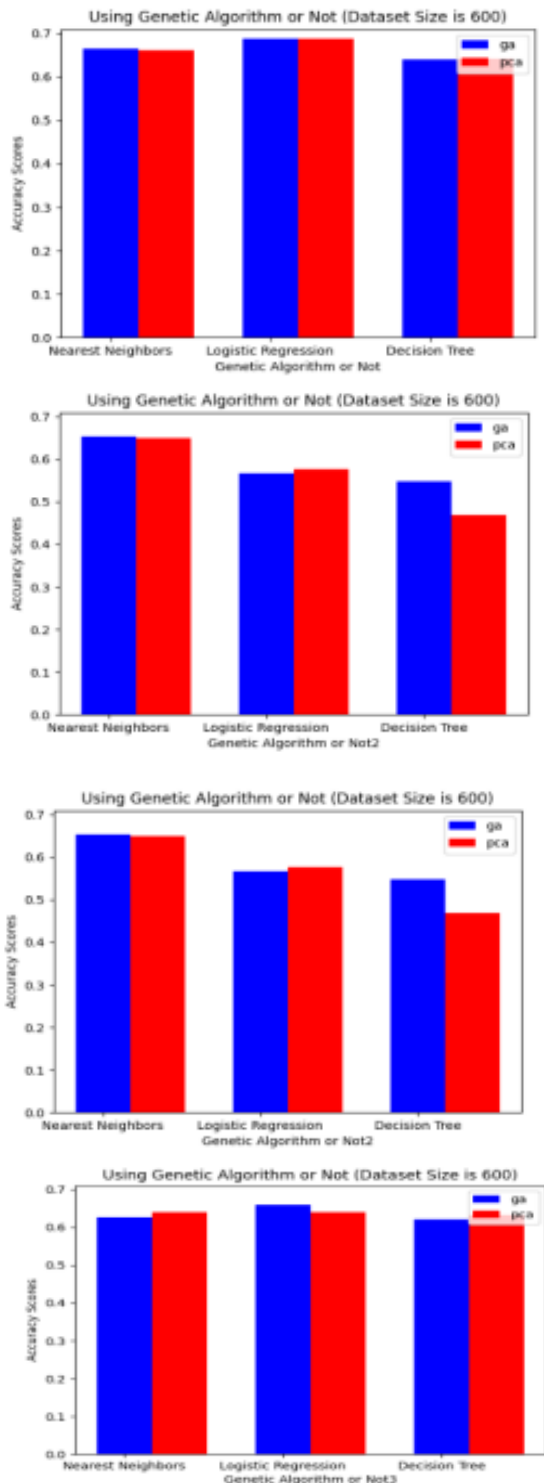 Using Genetic Algorithm or Not (Dataset Size is 600)
0.7
0.6
0.5
0.4
0.3
0.2
0.1
0.0
Accuracy Scores
ga
pca
Nearest Neighbors Logistic Regression Decision Tree
Genetic Algorithm or Not
Using Genetic Algorithm or Not (Dataset Size is 600)
0.7
0.6
0.5
0.4
0.3
0.2
0.1
0.0
Accuracy Scores
ga
pca
Nearest Neighbors Logistic Regression Decision Tree
Genetic Algorithm or Not2
Using Genetic Algorithm or Not (Dataset Size is 600)
0.7
0.6
0.5
0.4
0.3
0.2
0.1
0.0
Accuracy Scores
ga
pca
Nearest Neighbors Logistic Regression Decision Tree
Genetic Algorithm or Not2
Using Genetic Algorithm or Not (Dataset Size is 600)
0.7
0.6
0.5
0.4
0.3
0.2
0.1
0.0
Accuracy Scores
ga
pca
Nearest Neighbors Logistic Regression Decision Tree
Genetic Algorithm or Not3